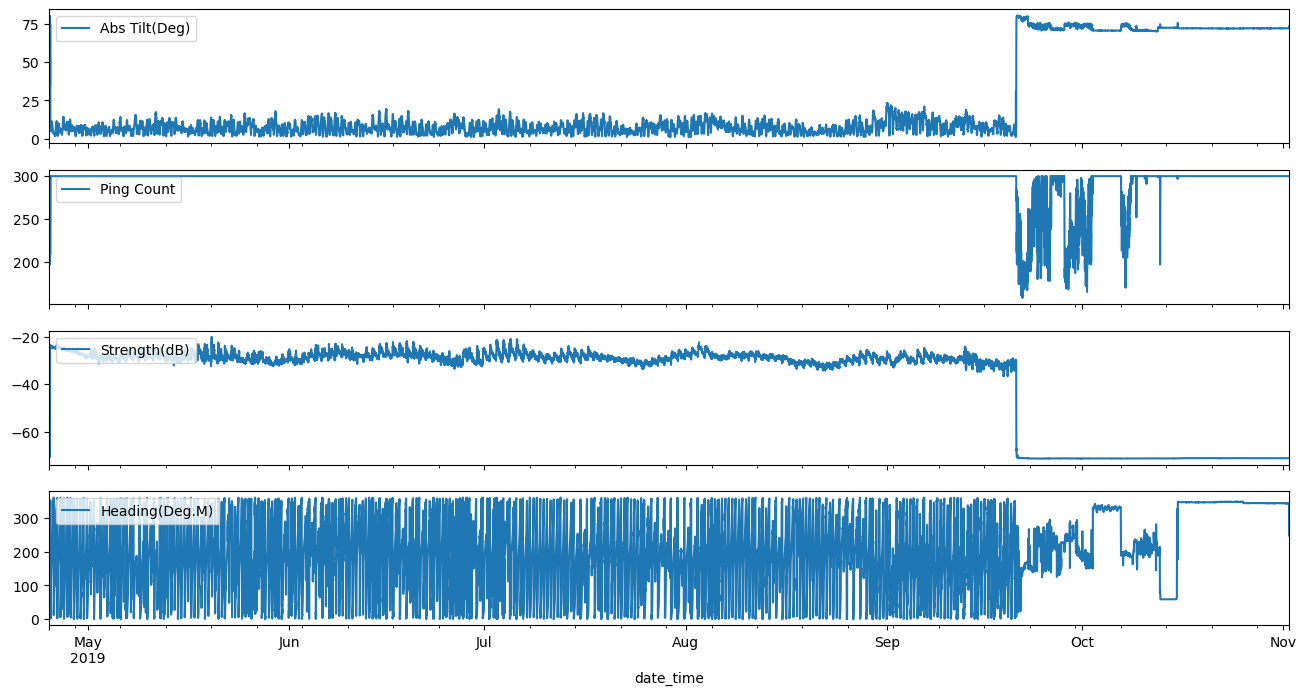 75
50
25
0
Abs Tilt(Deg)
300
250
200
Ping Count
−20
−40
−60
Strength(dB)
300
200
100
0
Heading(Deg.M)
May Jun Jul Aug Sep Oct Nov
2019
date_time